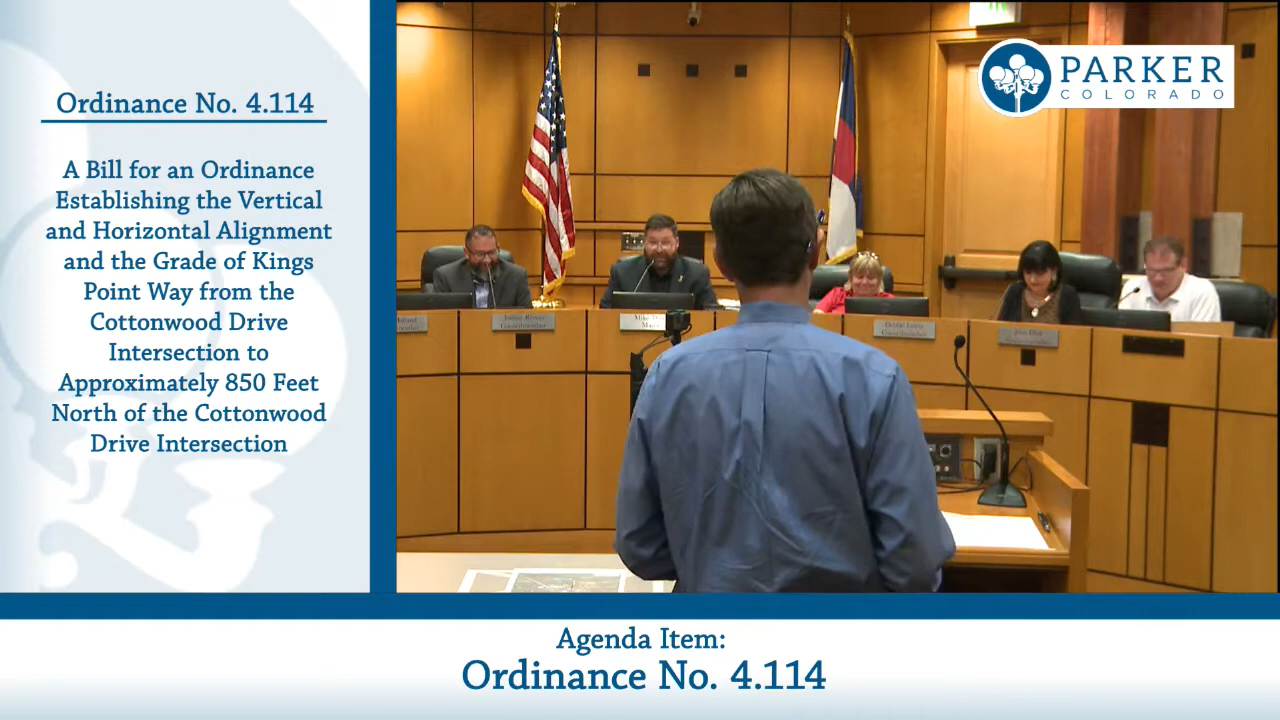 Ordinance No. 4.114
A Bill for an Ordinance
Establishing the Vertical
and Horizontal Alignment
and the Grade of Kings
Point Way from the
Cottonwood Drive
Intersection to
Approximately 850 Feet
North of the Cottonwood
Drive Intersection
PARKER
COLORADO
Agenda Item:
Ordinance No. 4.114